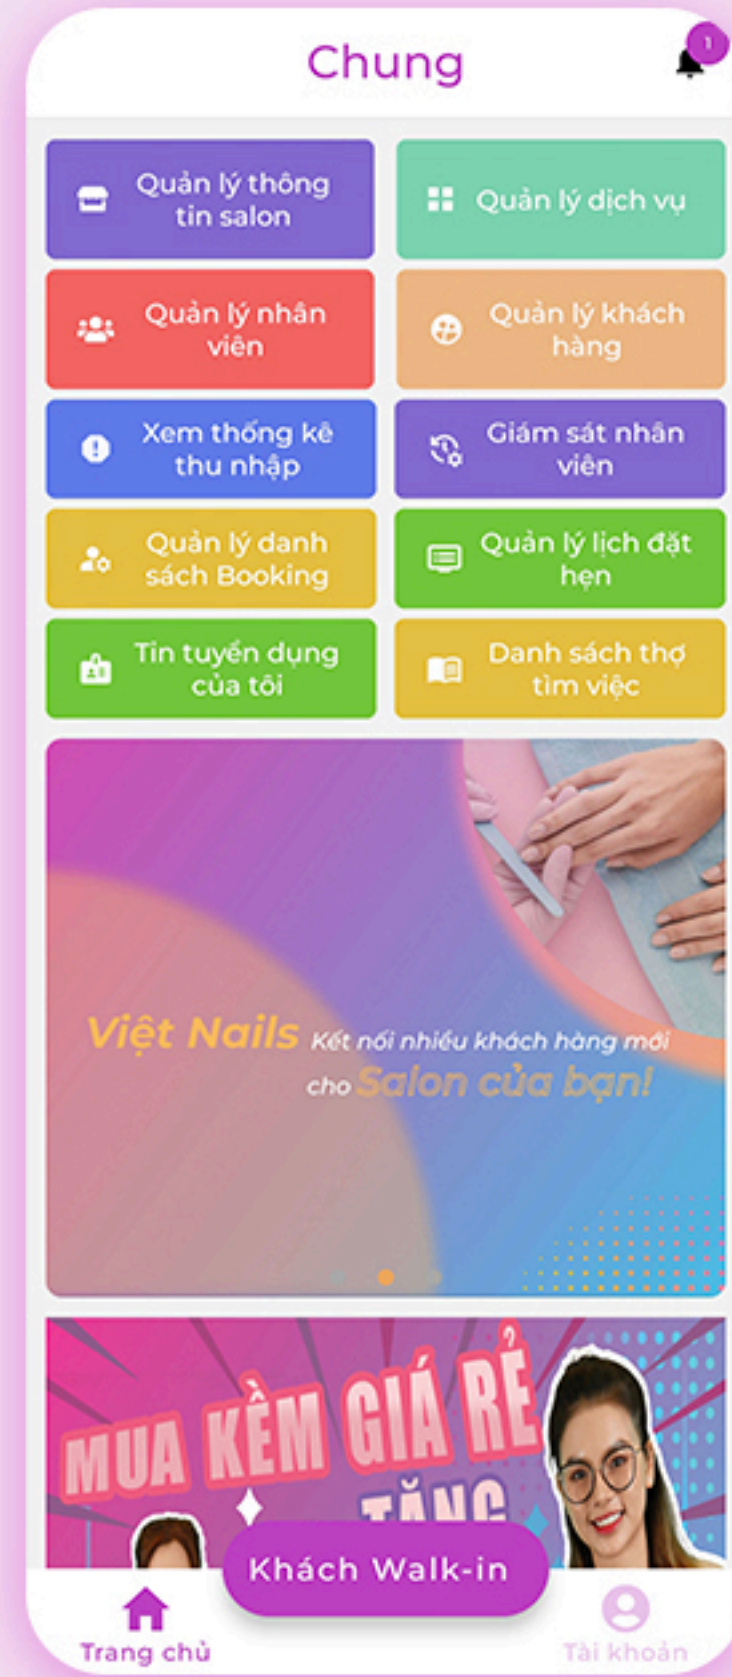 Chung
1
Quản lý thông
tin salon
Quản lý dịch vụ
Quản lý nhân
viên
Quản lý khách
hàng
Xem thống kê
thu nhập
Giám sát nhân
viên
Quản lý danh
sách Booking
Quản lý lịch đặt
hẹn
Tin tuyển dụng
của tôi
Danh sách thợ
tìm việc
Việt Nails Kết nối nhiều khách hàng mới
cho Salon của bạn!
MUA KỀM GIÁ RẺ
TẶNG
Khách Walk-in
Trang chủ
Tài khoản